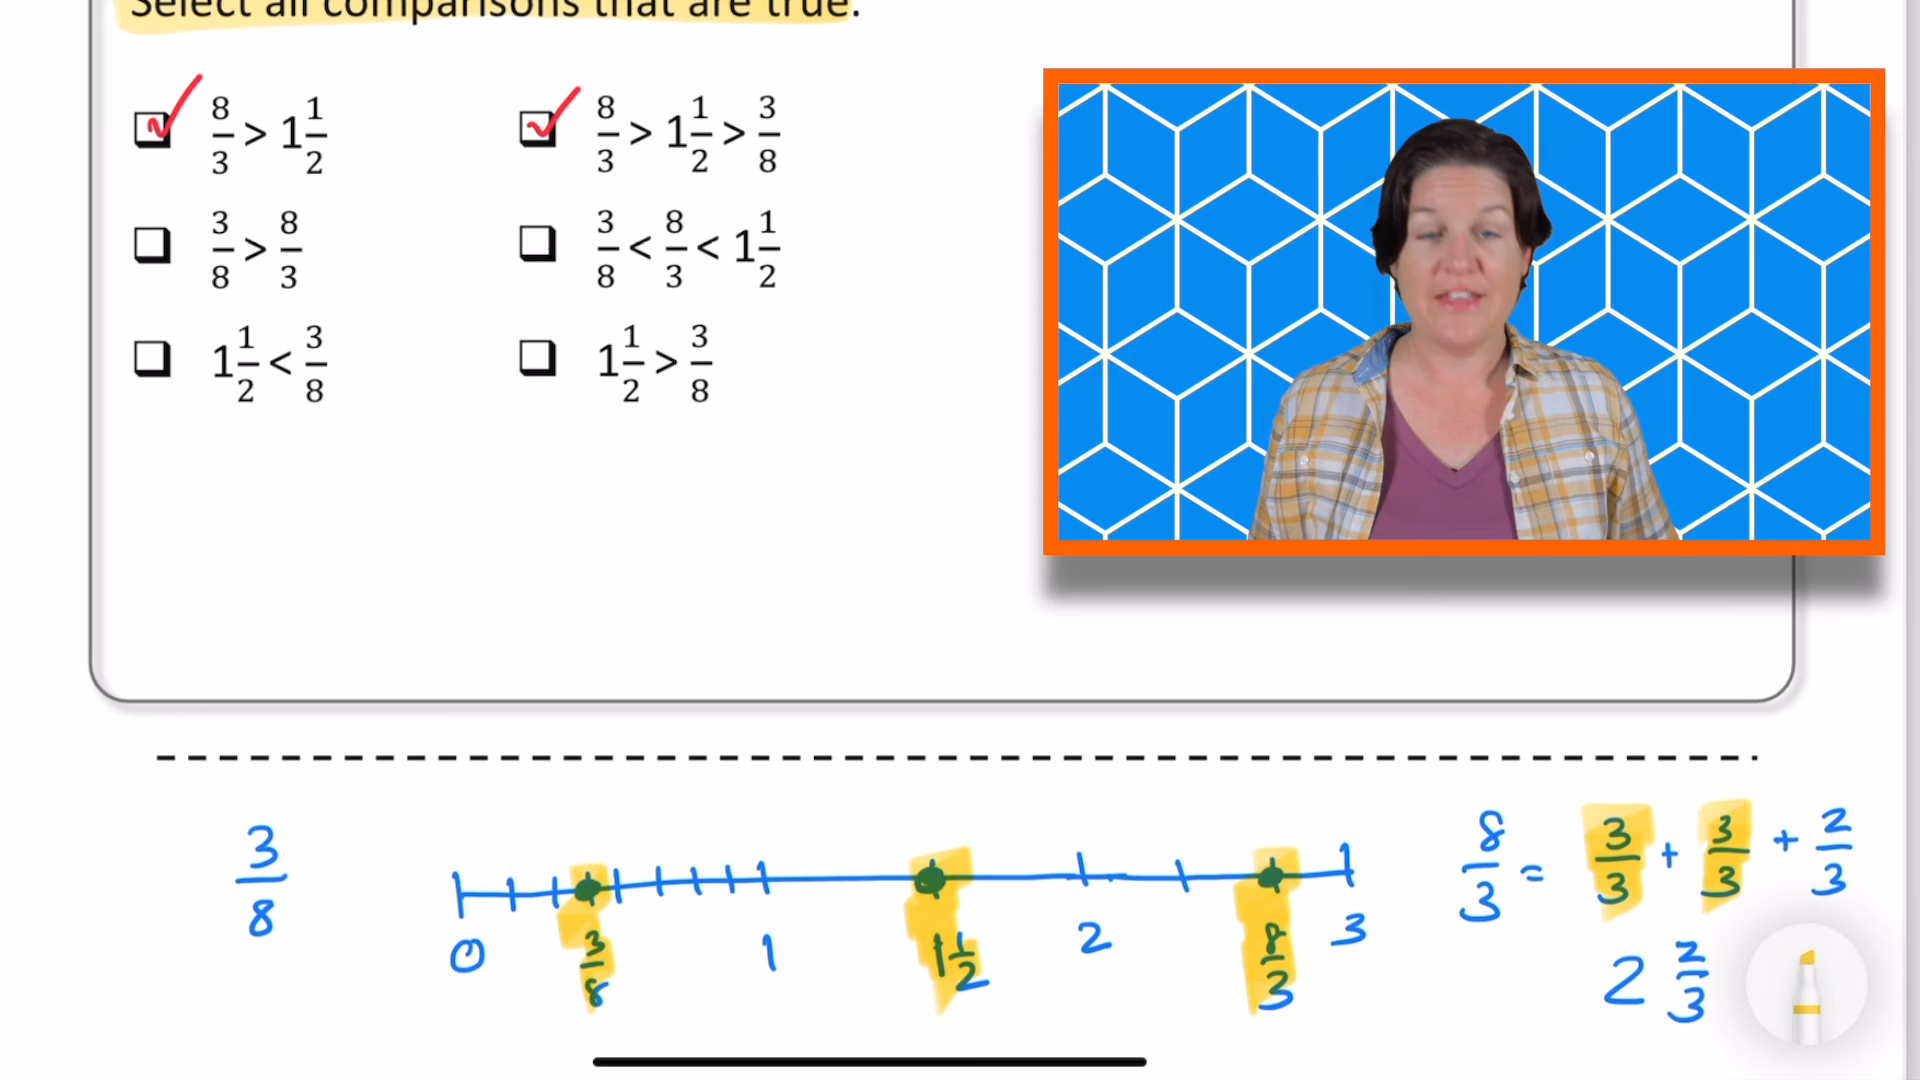 Select all comparisons that are true.
8/3 > 1 1/2
8/3 > 1 1/2 > 3/8
3/8 > 8/3
3/8 < 8/3 < 1 1/2
1 1/2 < 3/8
1 1/2 > 3/8
3/8
0 3/8 1 1 1/2 2 8/3 3
8/3 = 3/3 + 3/3 + 2/3
2 2/3